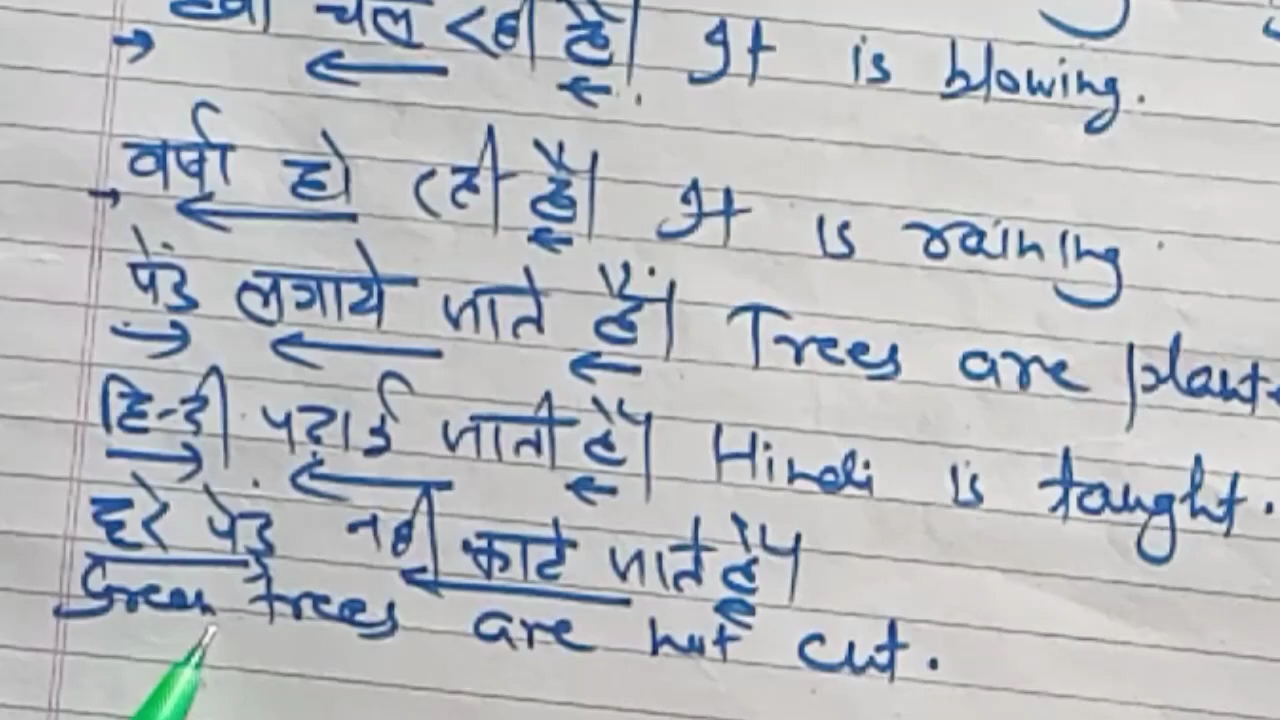 चल रही है। It is blowing.
वर्षा हो रही है। It is raining
पेड़ लगाये जाते हैं। Trees are plant-
हिन्दी पढ़ाई जाती है। Hindi is taught.
हरे पेड़ नहीं काटे जाते हैं।
Green trees are not cut.